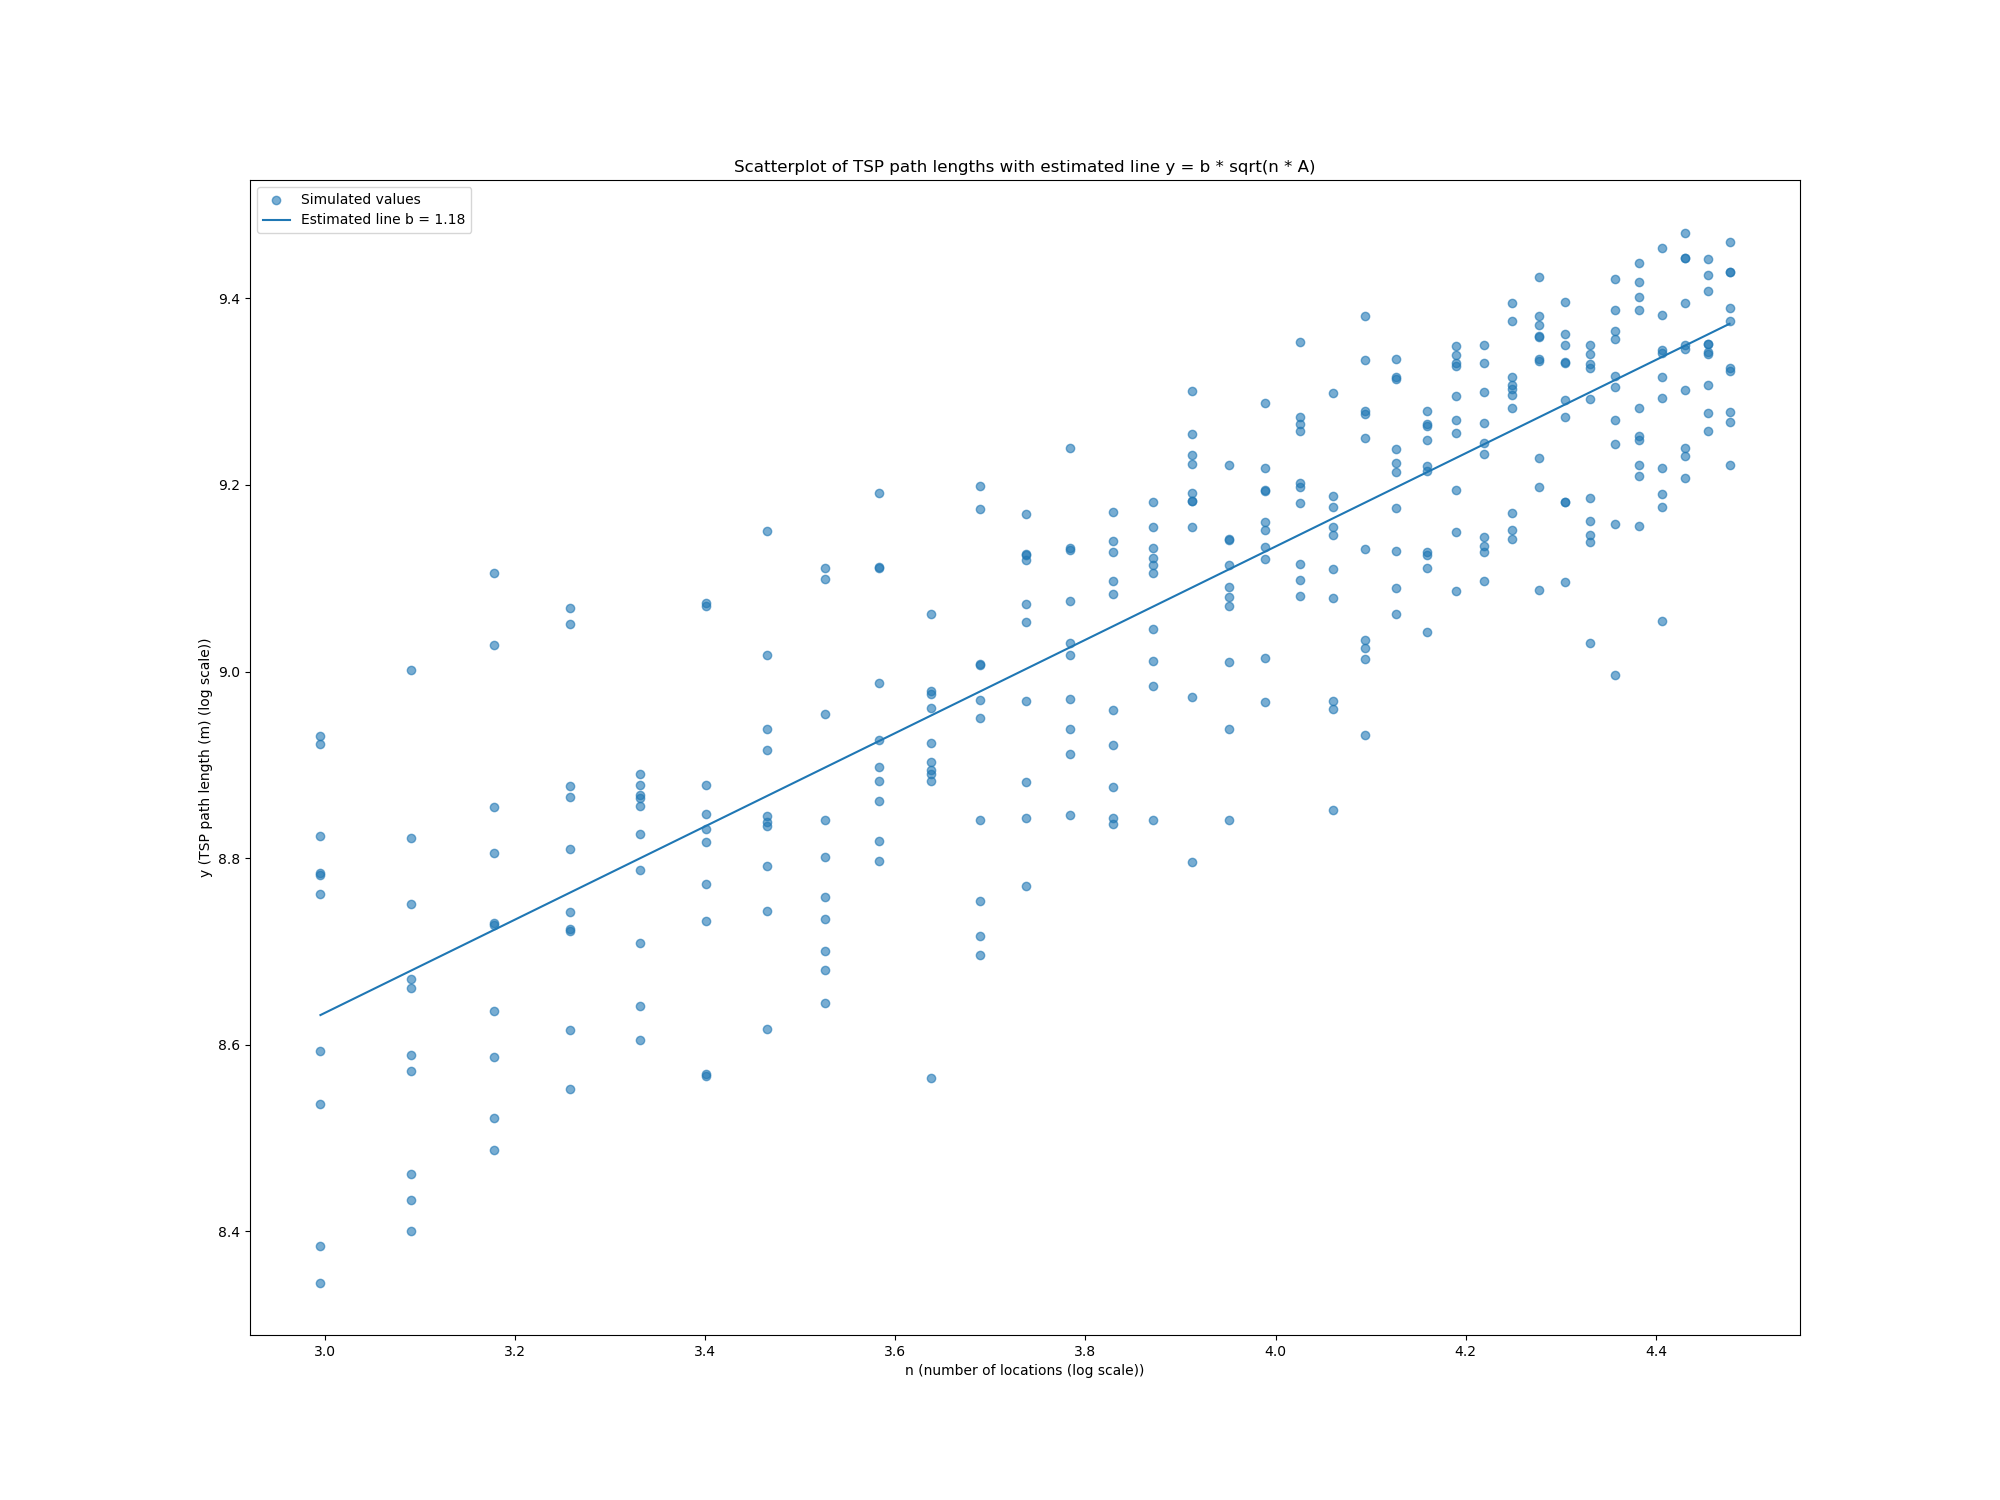 Scatterplot of TSP path lengths with estimated line y = b * sqrt(n * A)
Simulated values
Estimated line b = 1.18
9.4
9.2
9.0
8.8
8.6
8.4
y (TSP path length (m) (log scale))
3.0 3.2 3.4 3.6 3.8 4.0 4.2 4.4
n (number of locations (log scale))